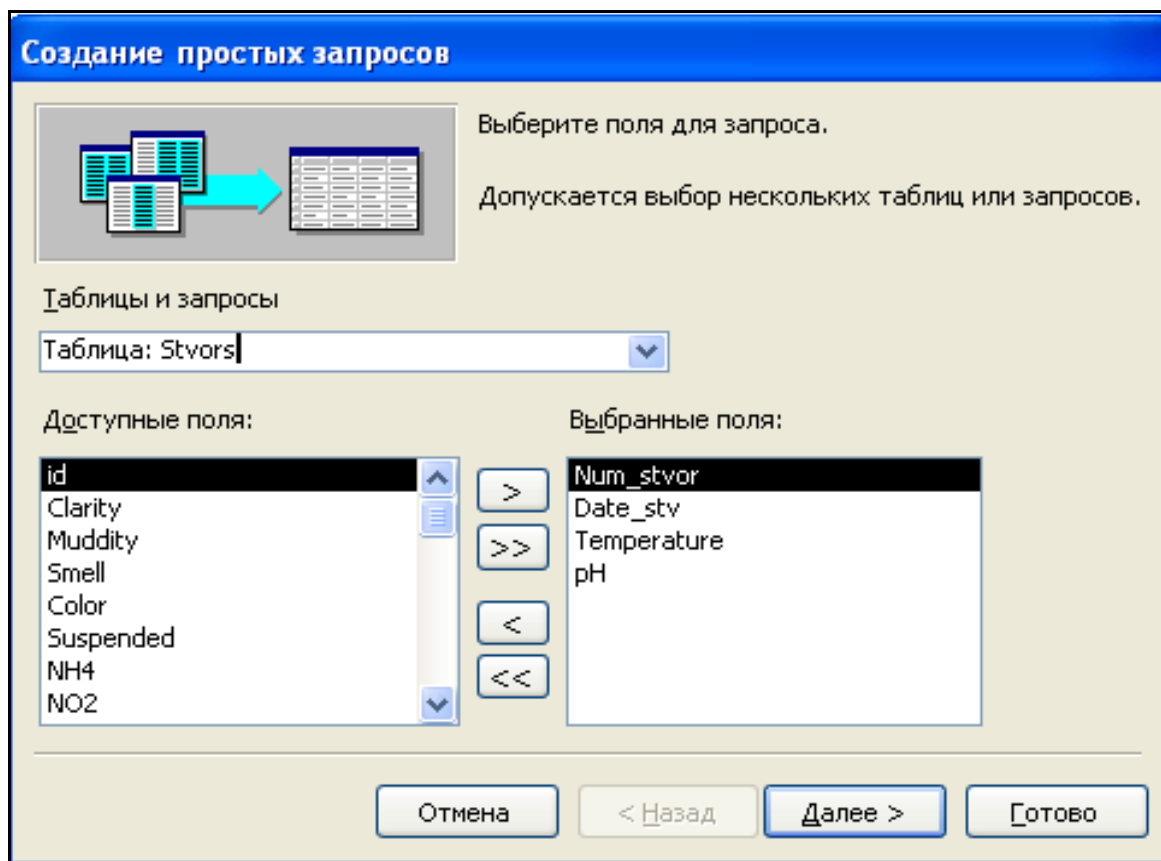 Создание простых запросов
Выберите поля для запроса.
Допускается выбор нескольких таблиц или запросов.
Таблицы и запросы
Таблица: Stvors
Доступные поля:
id
Clarity
Muddity
Smell
Color
Suspended
NH4
NO2
>
>>
<
<<
Выбранные поля:
Num_stvor
Date_stv
Temperature
pH
Отмена
< Назад
Далее >
Готово